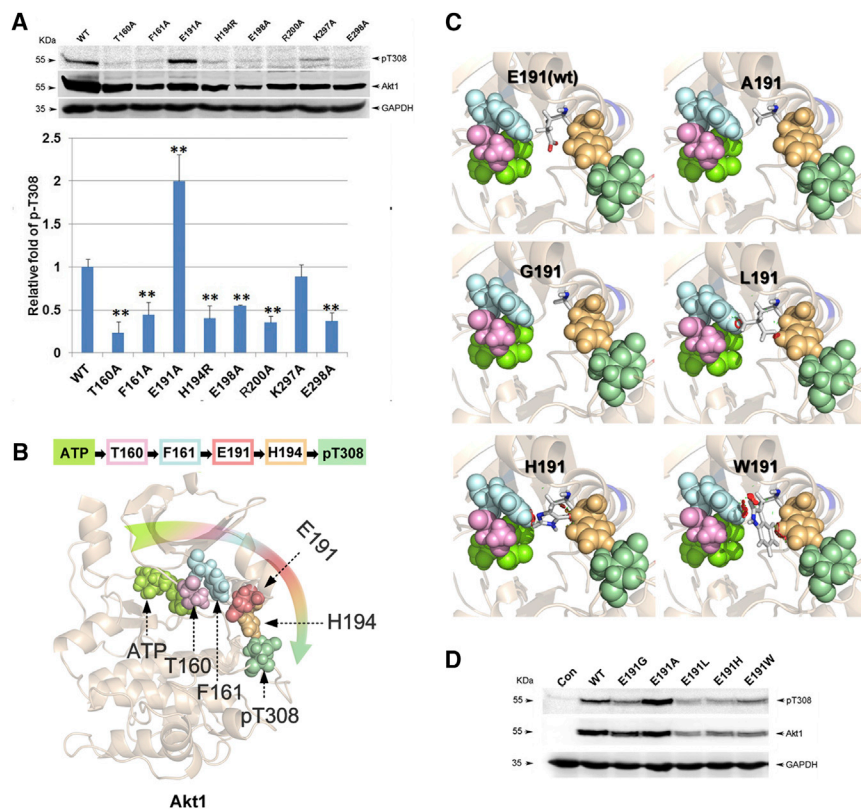 A
KDa
WT
T160A
F161A
E191A
H194R
E198A
R200A
K297A
E298A
55
pT308
55
Akt1
35
GAPDH
Relative fold of p-T308
2.5
2
1.5
1
0.5
0
**
**
**
**
**
**
**
WT
T160A
F161A
E191A
H194R
E198A
R200A
K297A
E298A
B
ATP T160 F161 E191 H194 pT308
E191
H194
ATP
T160
F161
pT308
Akt1
C
E191(wt)
A191
G191
L191
H191
W191
D
KDa
Con
WT
E191G
E191A
E191L
E191H
E191W
55
pT308
55
Akt1
35
GAPDH